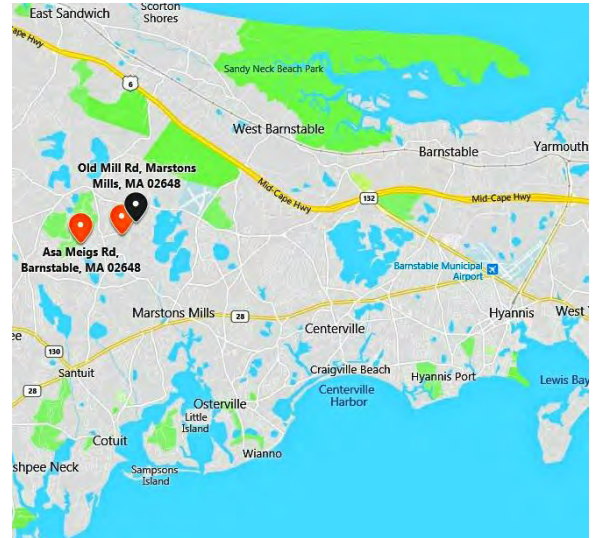 Scorton
Shores
East Sandwich
Cape Hwy
6
Sandy Neck Beach Park
West Barnstable
Barnstable
Yarmouth
Old Mill Rd, Marstons
Mills, MA 02648
Mid-Cape Hwy
132
Mid-Cape Hwy
Asa Meigs Rd,
Barnstable, MA 02648
Barnstable Municipal
Airport
Marstons Mills
28
Hyannis
West Y
Centerville
130
Santuit
Craigville Beach
Hyannis Port
Lewis Bay
28
Centerville
Harbor
Osterville
Little
Island
Cotuit
Wianno
shpee Neck
Sampsons
Island